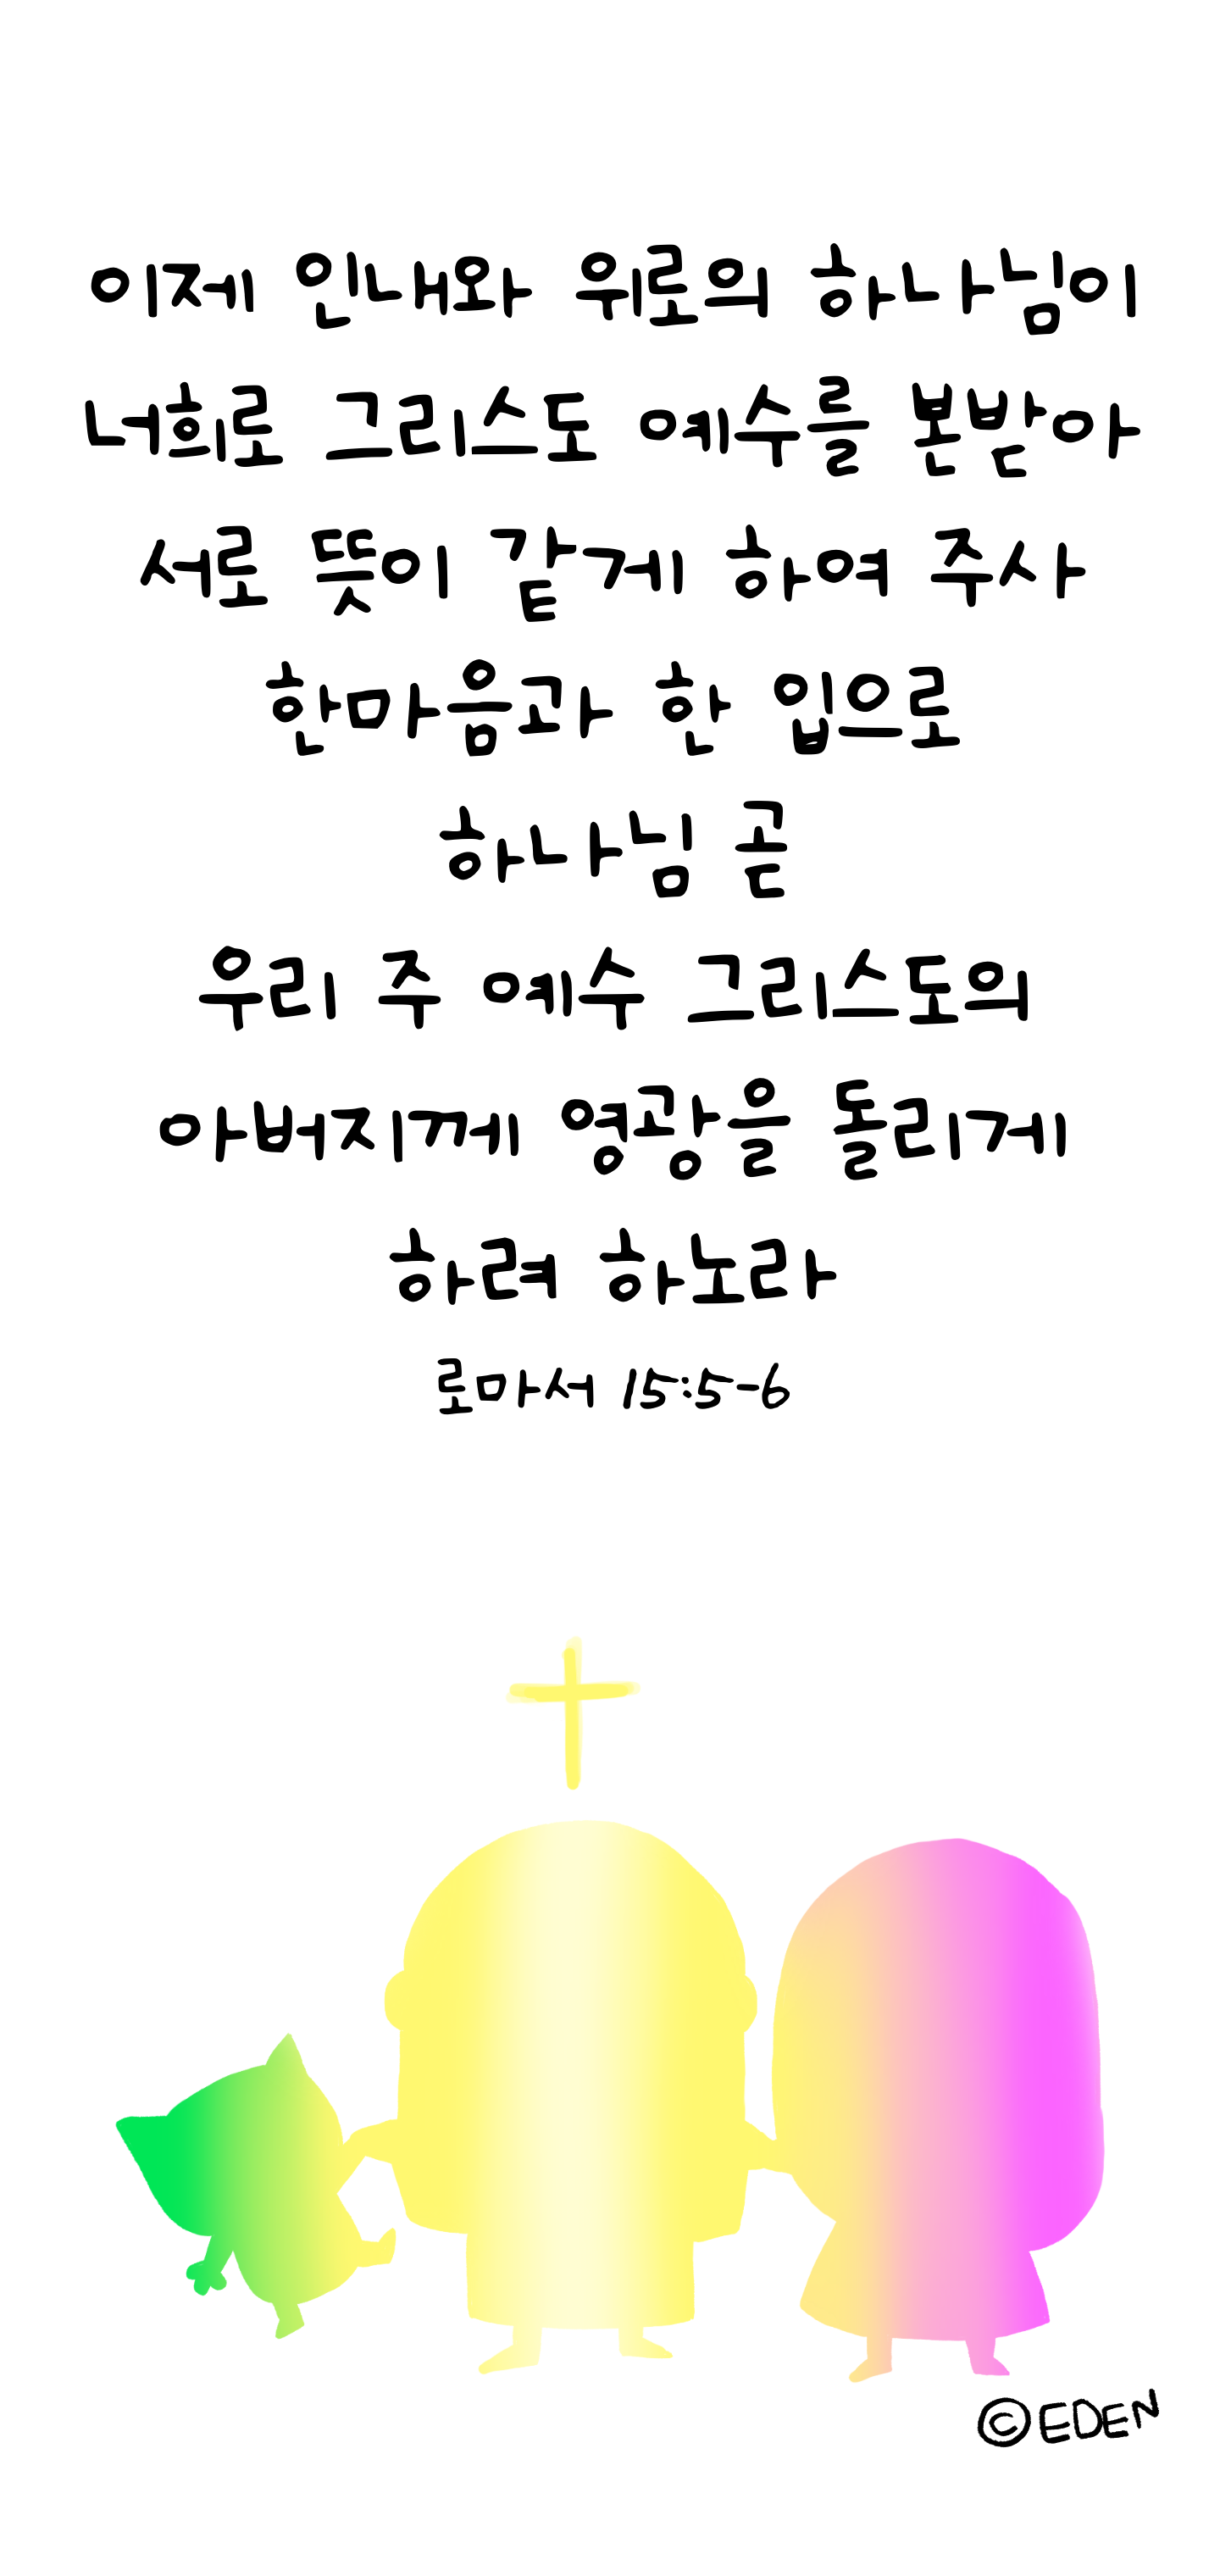 이제 인내와 위로의 하나님이
너희로 그리스도 예수를 본받아
서로 뜻이 같게 하여 주사
한마음과 한 입으로
하나님 곧
우리 주 예수 그리스도의
아버지께 영광을 돌리게
하려 하노라
로마서 15:5-6
©EDEN